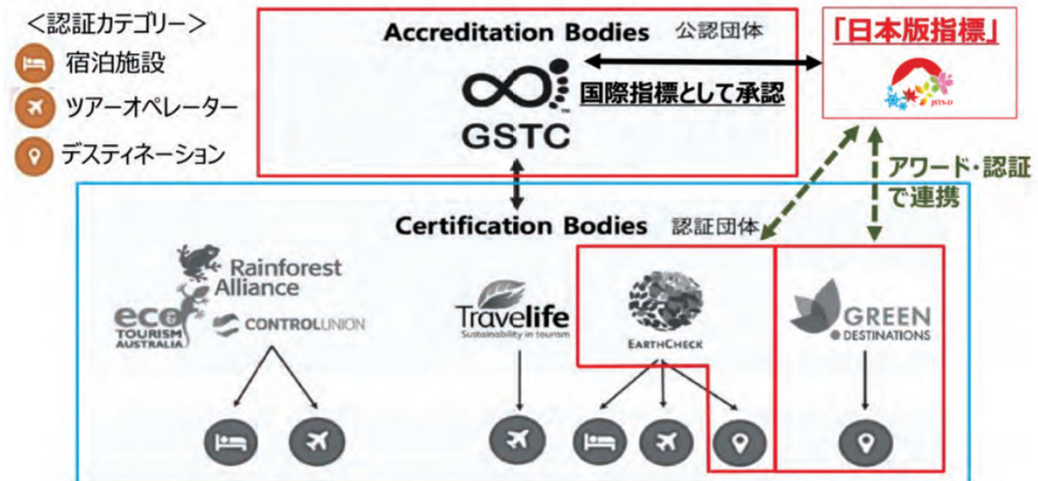 <認証カテゴリー>
宿泊施設
ツアーオペレーター
デスティネーション
Accreditation Bodies 公認団体
GSTC
TM
国際指標として承認
「日本版指標」
JSTS-D
アワード・認証
で連携
Certification Bodies 認証団体
Rainforest
Alliance
eco
TOURISM
AUSTRALIA
CONTROLUNION
Travelife
Sustainability in tourism
EARTHCHECK
GREEN
DESTINATIONS